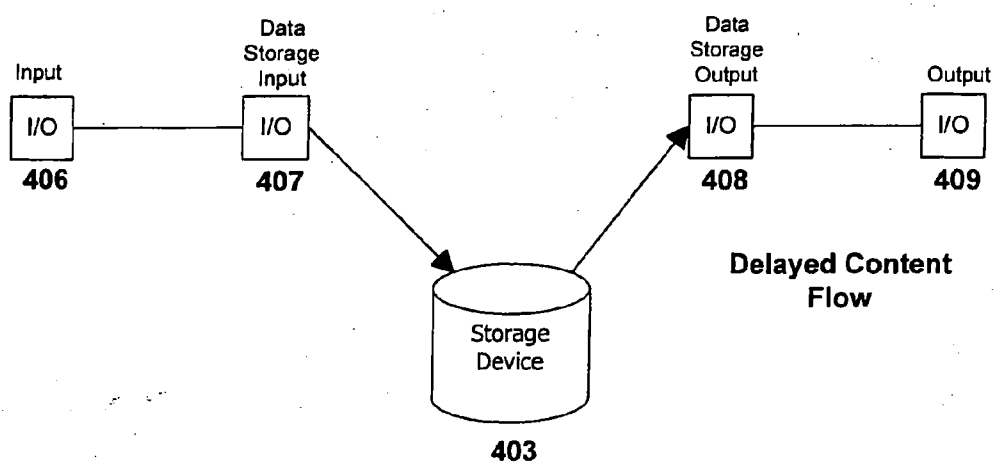 Input
I/O
406
Data
Storage
Input
I/O
407
Storage
Device
403
Data
Storage
Output
I/O
408
Output
I/O
409
Delayed Content
Flow